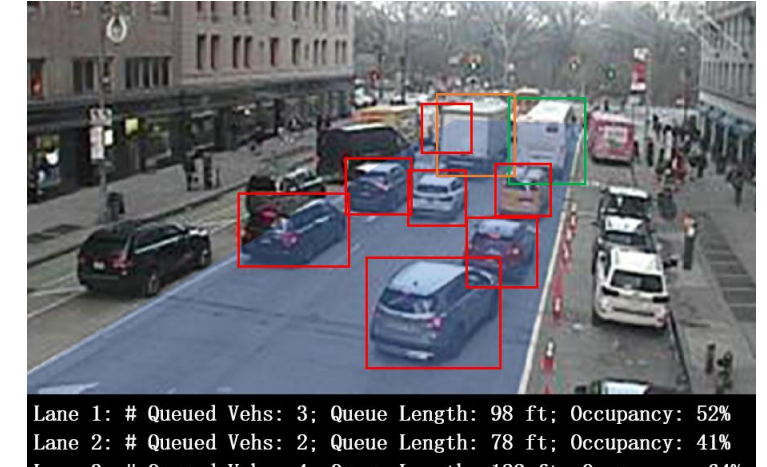 Lane 1: # Queued Vehs: 3; Queue Length: 98 ft; Occupancy: 52%
Lane 2: # Queued Vehs: 2; Queue Length: 78 ft; Occupancy: 41%